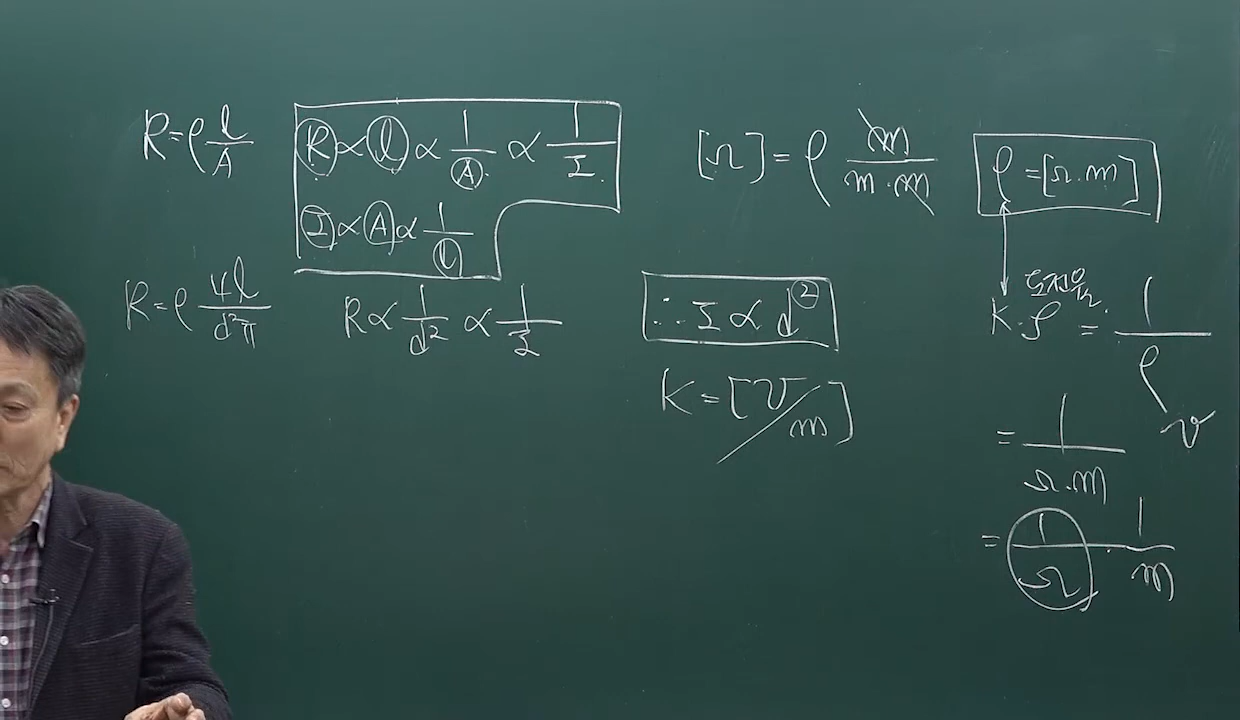 R=ρ l/A
R ∝ l ∝ 1/A ∝ 1/I
I ∝ A ∝ 1/l
R=ρ 4l/d²π
R ∝ 1/d² ∝ 1/I
∴ I ∝ d²
K=[℧/m]
[Ω]=ρ m/m·m
ρ=[Ω·m]
도전율
= 1/ρ
= 1/Ω·m
= 1/Ω 1/m